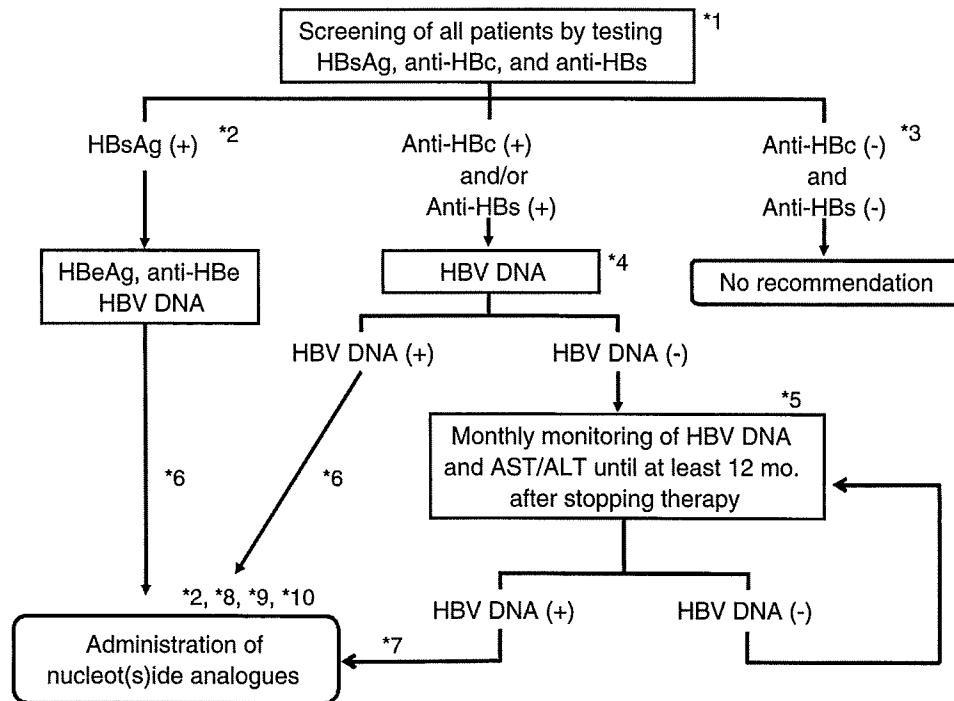 Screening of all patients by testing
HBsAg, anti-HBc, and anti-HBs
*1
HBsAg (+)
*2
Anti-HBc (+)
and/or
Anti-HBs (+)
Anti-HBc (-)
and
Anti-HBs (-)
*3
HBeAg, anti-HBe
HBV DNA
HBV DNA
*4
No recommendation
HBV DNA (+)
HBV DNA (-)
*5
Monthly monitoring of HBV DNA
and AST/ALT until at least 12 mo.
after stopping therapy
*6
*6
*2, *8, *9, *10
HBV DNA (+)
HBV DNA (-)
*7
Administration of
nucleot(s)ide analogues